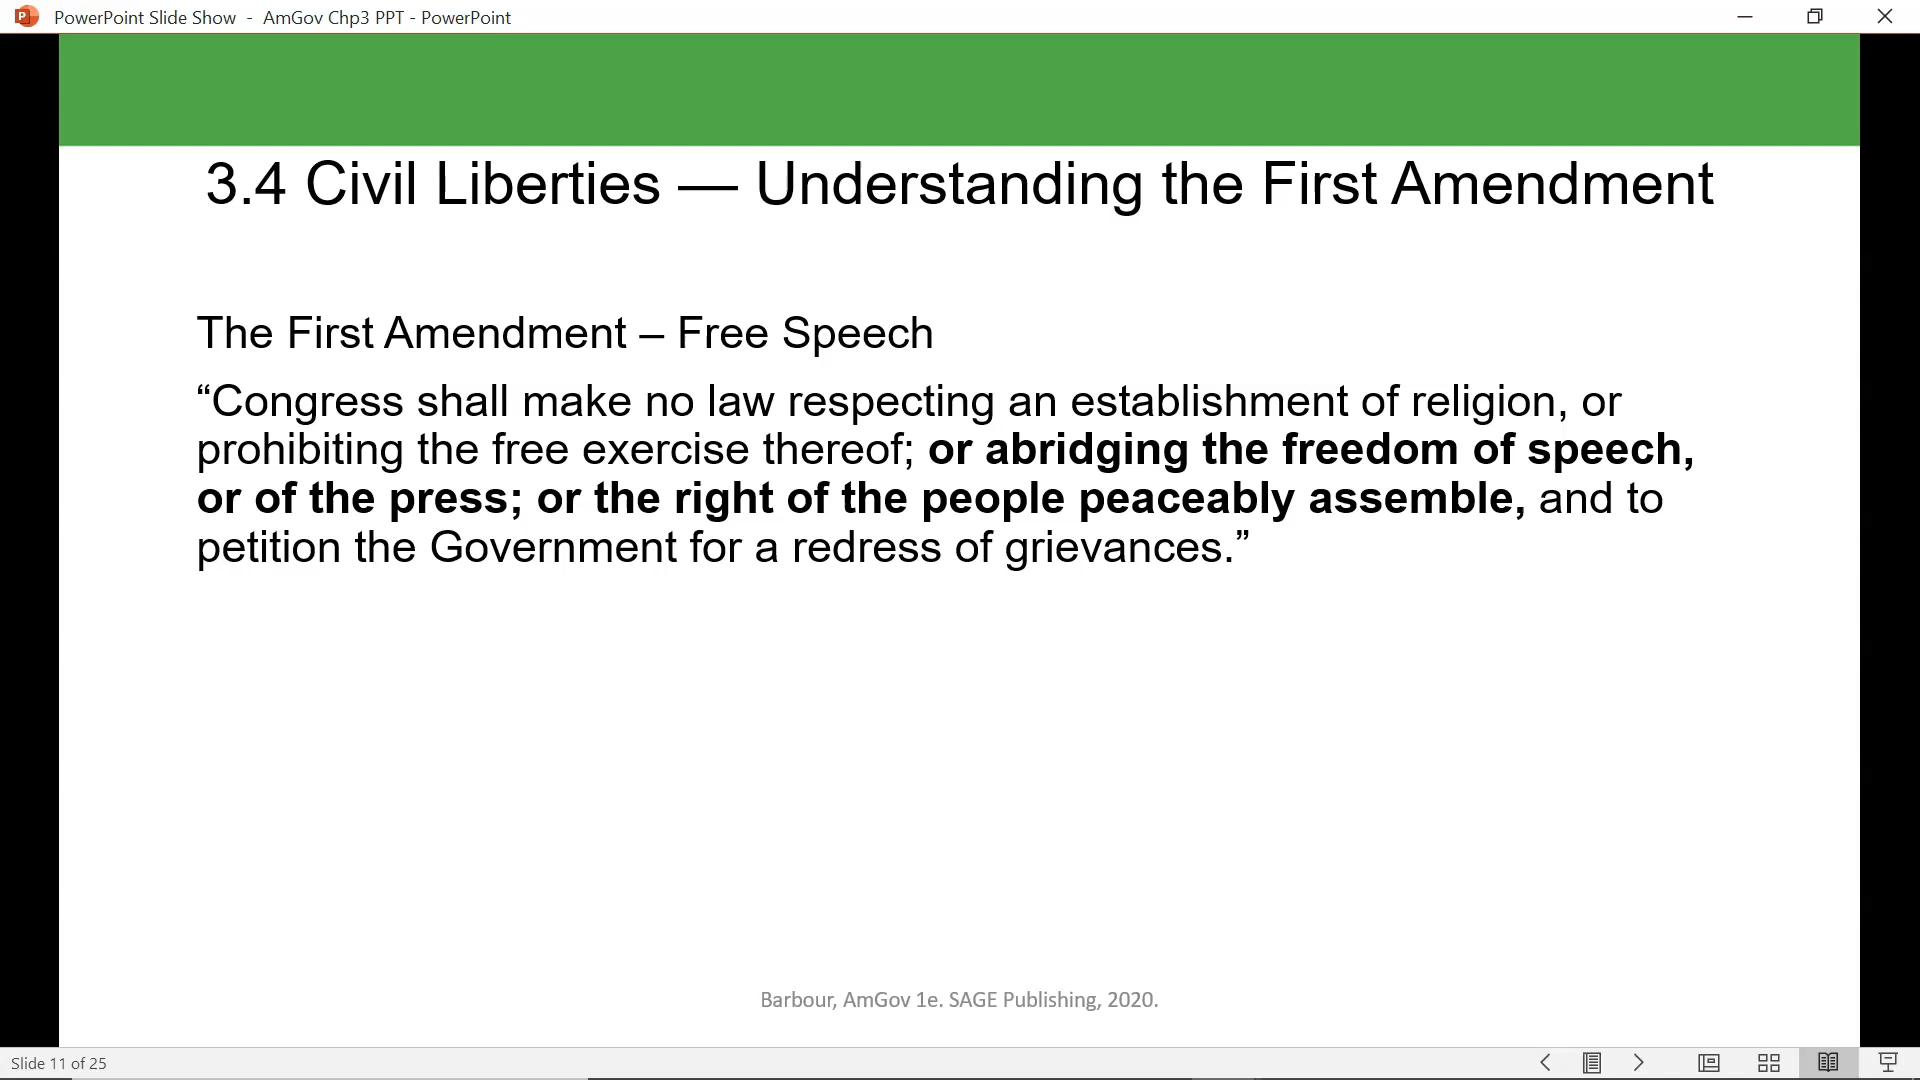 PowerPoint Slide Show - AmGov Chp3 PPT - PowerPoint
3.4 Civil Liberties — Understanding the First Amendment
The First Amendment – Free Speech
“Congress shall make no law respecting an establishment of religion, or
prohibiting the free exercise thereof; or abridging the freedom of speech,
or of the press; or the right of the people peaceably assemble, and to
petition the Government for a redress of grievances.”
Barbour, AmGov 1e. SAGE Publishing, 2020.
Slide 11 of 25